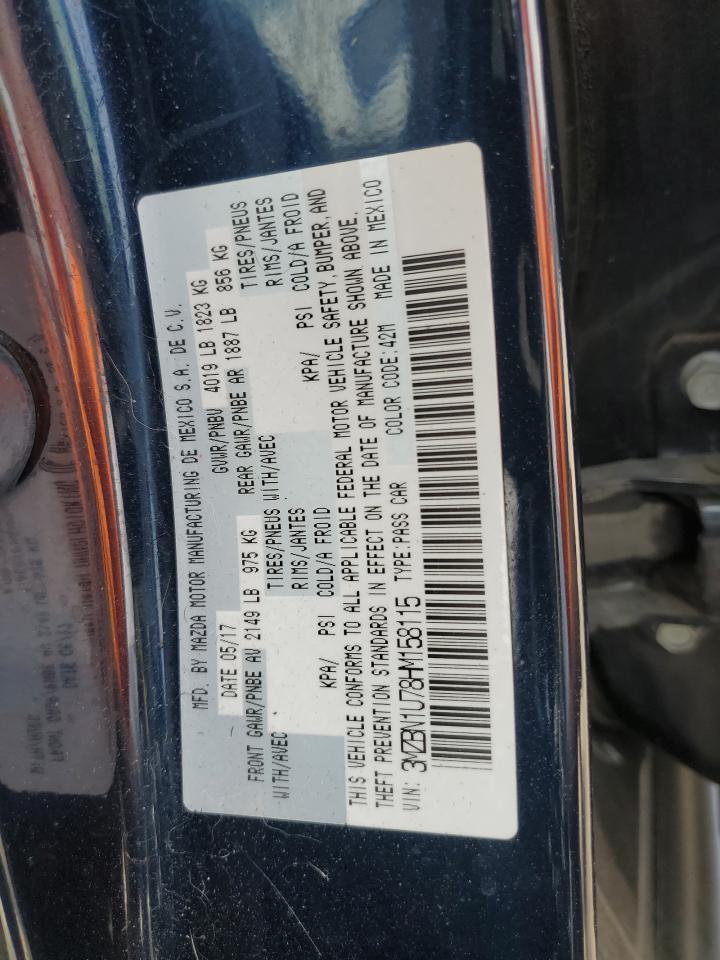 MFD. BY MAZDA MOTOR MANUFACTURING DE MEXICO S.A. DE C.V.
DATE 05/17 GVWR/PNBV 4019 LB 1823 KG
FRONT GAWR/PNBE AV 2149 LB 975 KG REAR GAWR/PNBE AR 1887 LB 856 KG
WITH/AVEC TIRES/PNEUS WITH/AVEC TIRES/PNEUS
RIMS/JANTES RIMS/JANTES
KPA/ PSI COLD/A FROID KPA/ PSI COLD/A FROID
THIS VEHICLE CONFORMS TO ALL APPLICABLE FEDERAL MOTOR VEHICLE SAFETY, BUMPER, AND
THEFT PREVENTION STANDARDS IN EFFECT ON THE DATE OF MANUFACTURE SHOWN ABOVE.
VIN: 3MZBN1U78HM158115 TYPE:PASS CAR COLOR CODE:42M MADE IN MEXICO